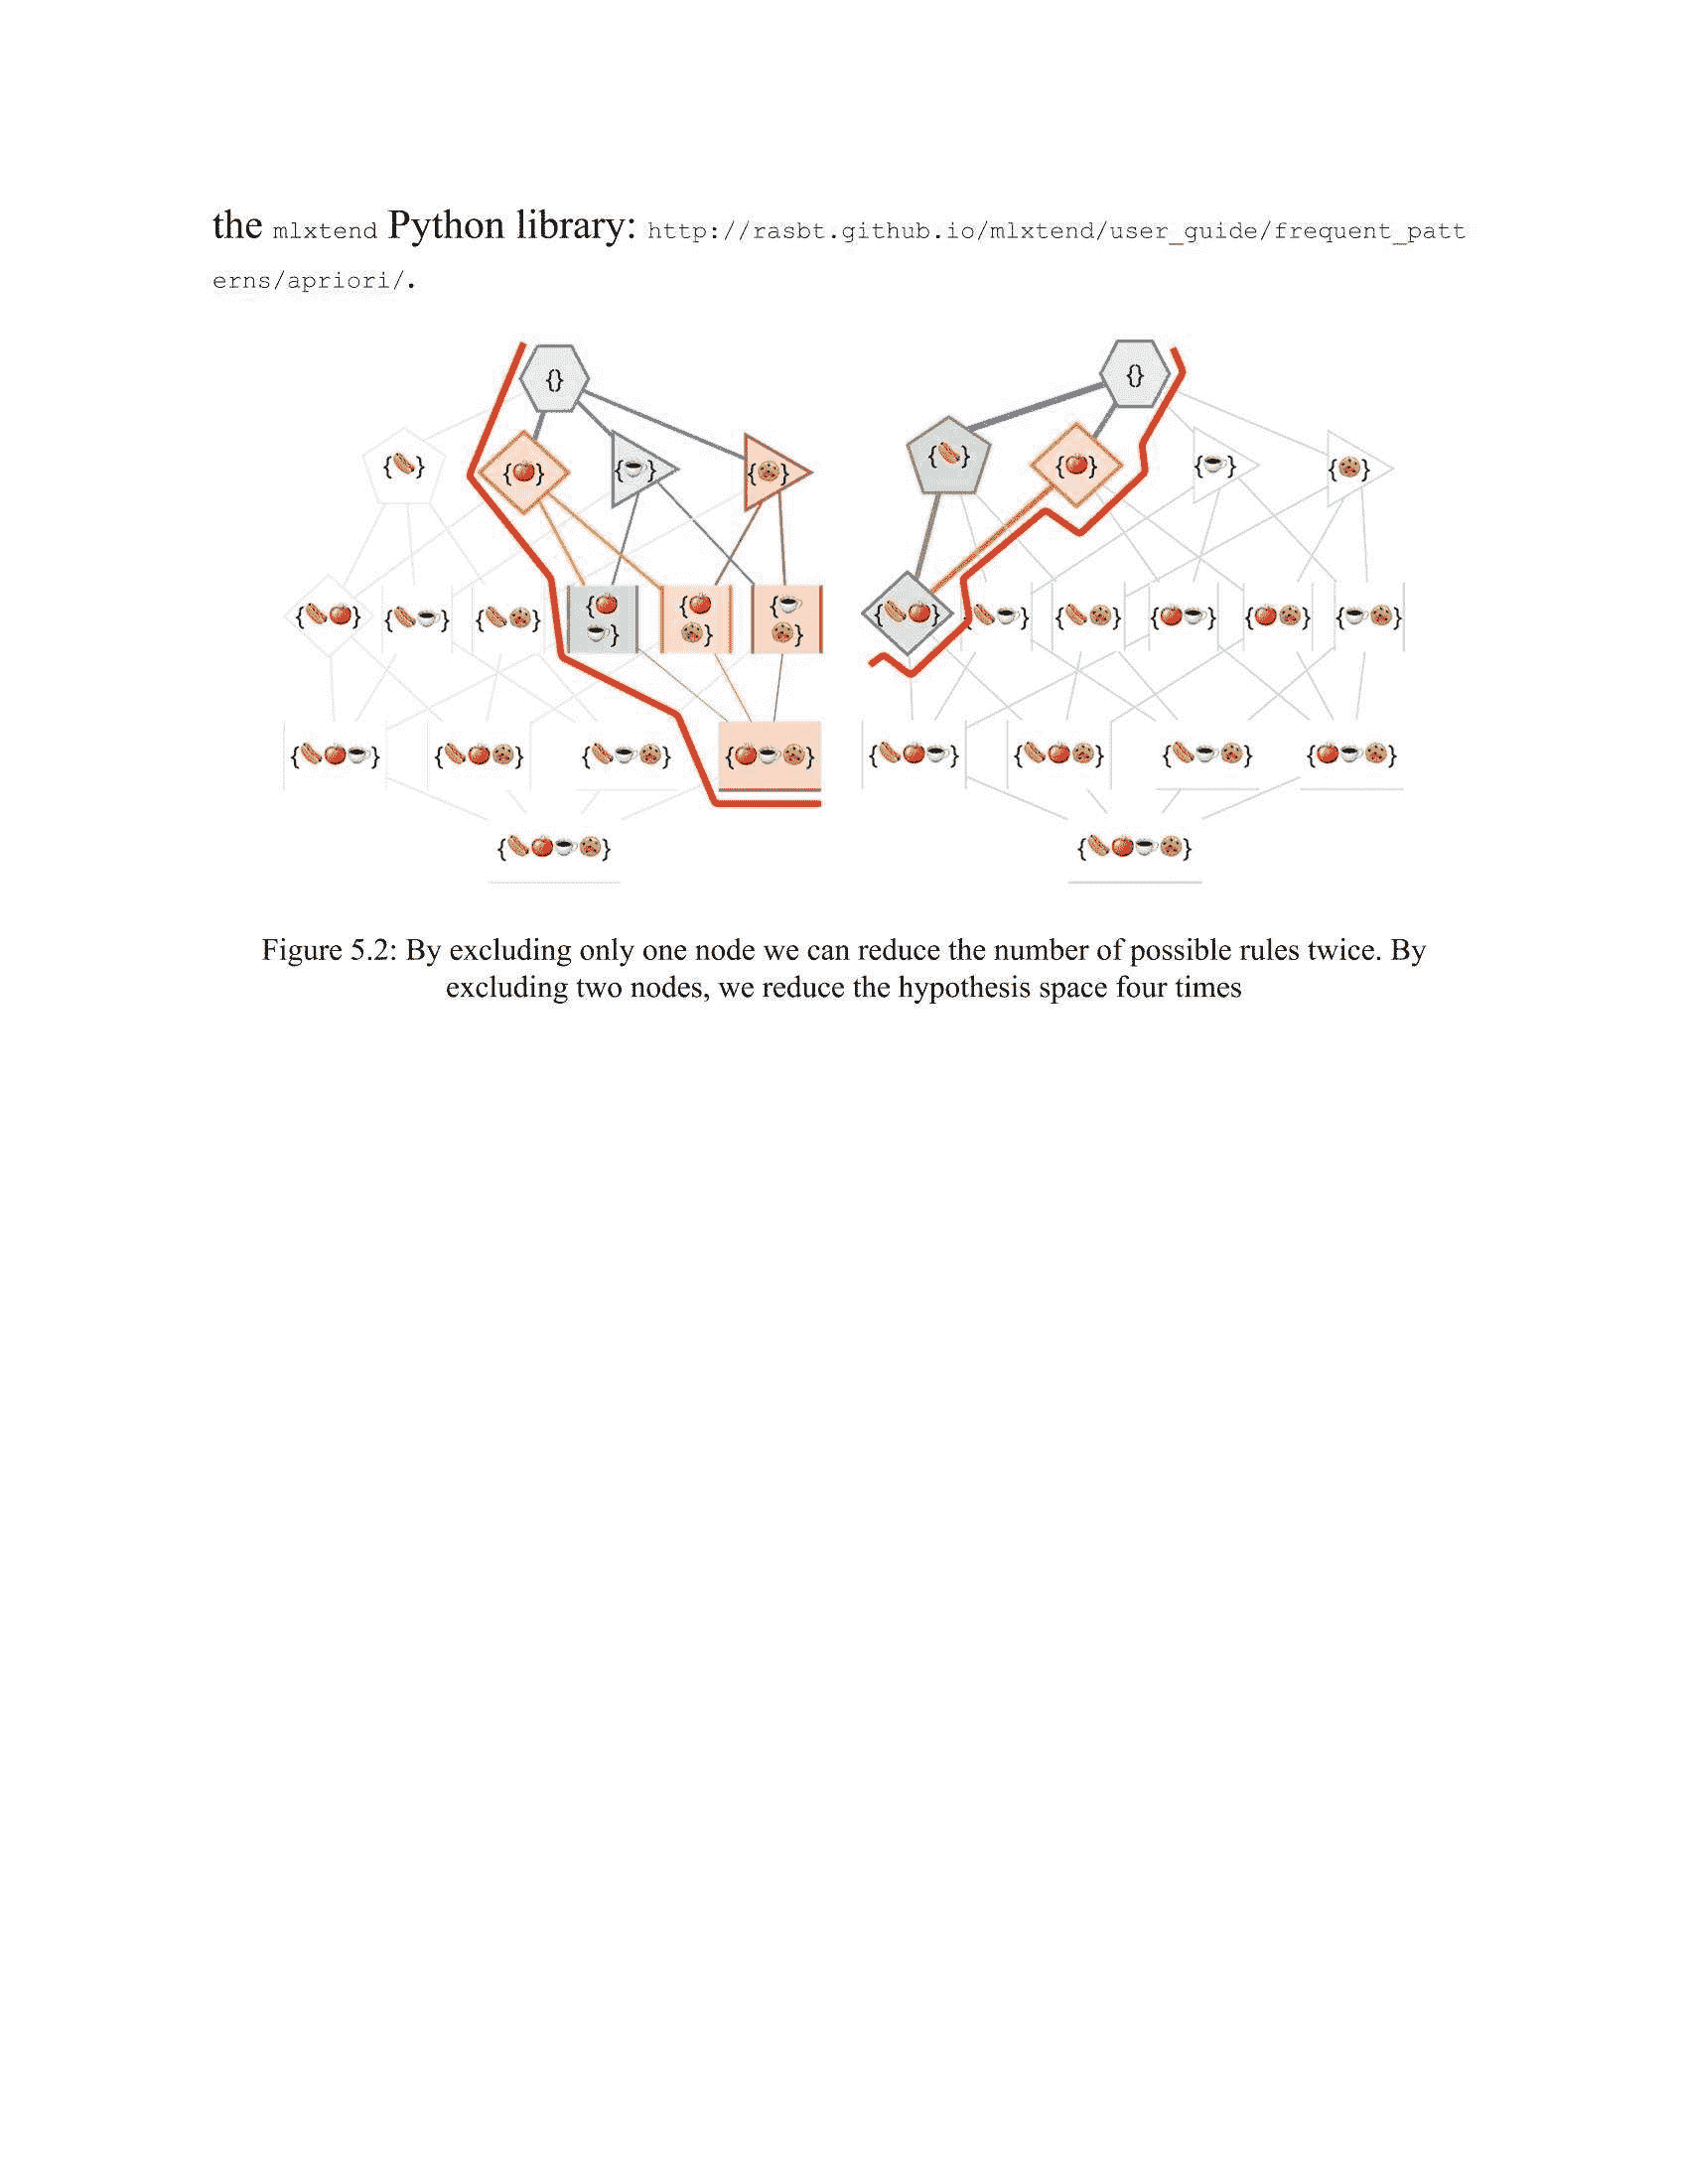 the mlxtend Python library: http://rasbt.github.io/mlxtend/user_guide/frequent_patt
erns/apriori/.
{}
{}
Figure 5.2: By excluding only one node we can reduce the number of possible rules twice. By
excluding two nodes, we reduce the hypothesis space four times